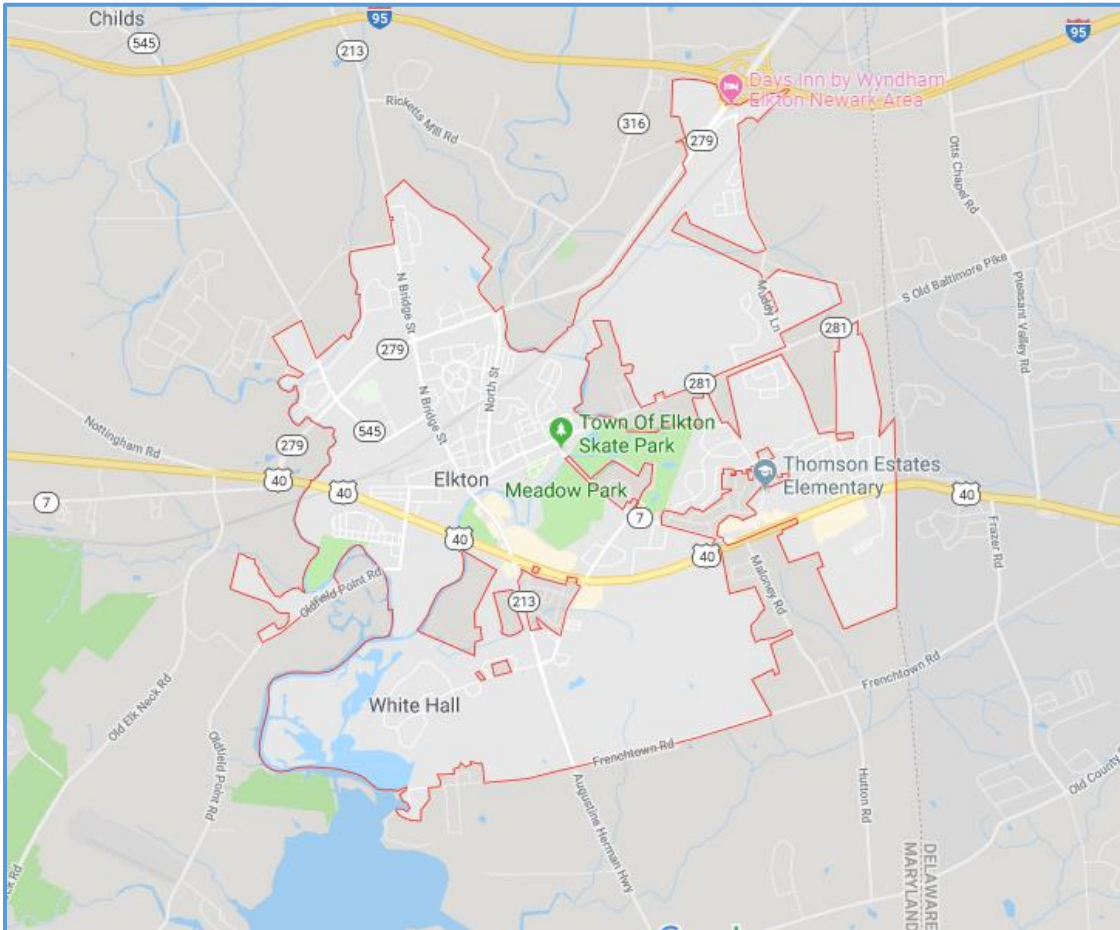 Childs
95
545
213
95
Days Inn by Wyndham
Elkton Newark Area
Ricketts Mill Rd
316
279
Otts Chapel Rd
N Bridge St
S Old Baltimore Pike
Muddy Ln
Pleasant Valley Rd
281
279
North St
281
N Bridge St
Town Of Elkton
Skate Park
545
Nottingham Rd
279
40
40
Elkton
Thomson Estates
Elementary
Meadow Park
7
7
40
40
40
Frazer Rd
Maloney Rd
Oldfield Point Rd
213
Frenchtown Rd
Old Elk Neck Rd
White Hall
Oldfield Point Rd
Frenchtown Rd
Augustine Herman Hwy
Hutton Rd
Old County
DELAWARE
MARYLAND